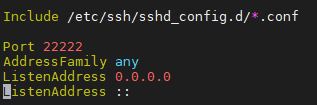 Include /etc/ssh/sshd_config.d/*.conf
Port 22222
AddressFamily any
ListenAddress 0.0.0.0
ListenAddress ::